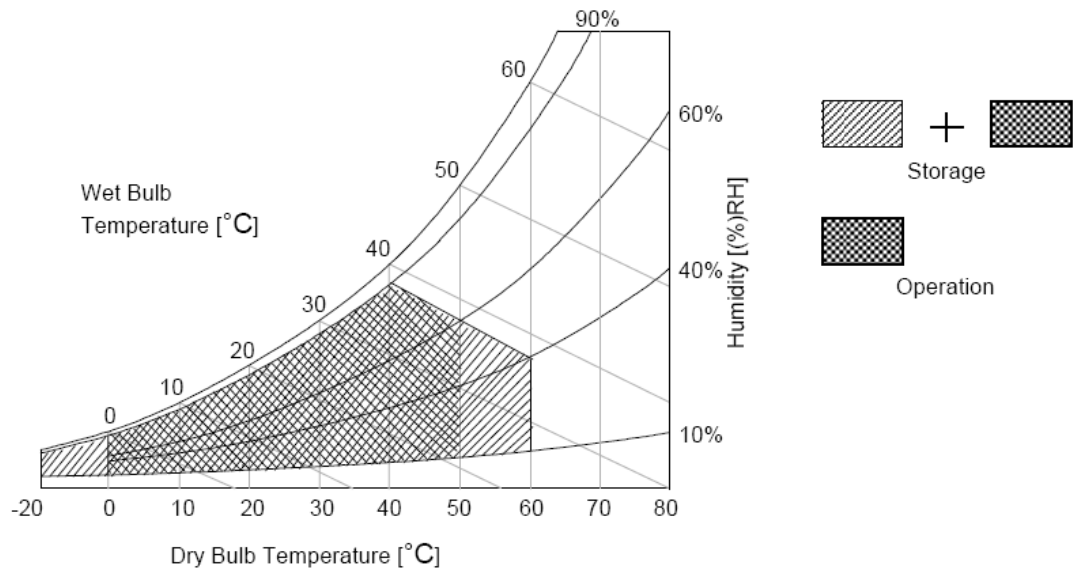 90%
60
60%
50
Storage
Wet Bulb
Temperature [°C]
40
40%
Humidity [(%)RH]
30
Operation
20
10
0
10%
-20 0 10 20 30 40 50 60 70 80
Dry Bulb Temperature [°C]